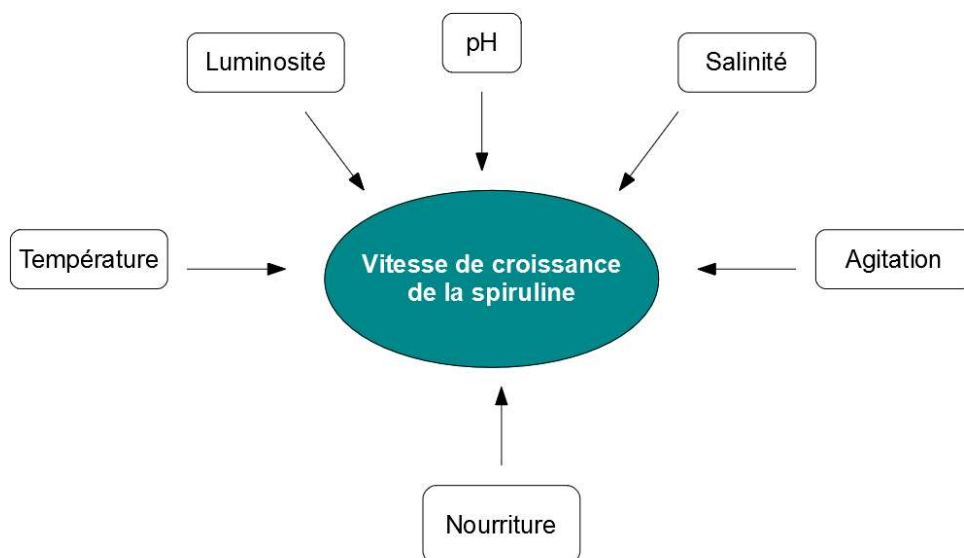 pH
Luminosité
Salinité
Température
Vitesse de croissance
de la spiruline
Agitation
Nourriture